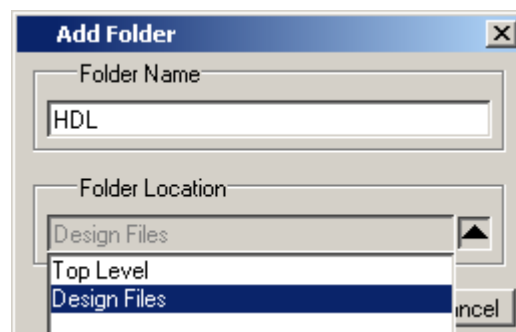 Add Folder
Folder Name
HDL
Folder Location
Design Files
Top Level
Design Files